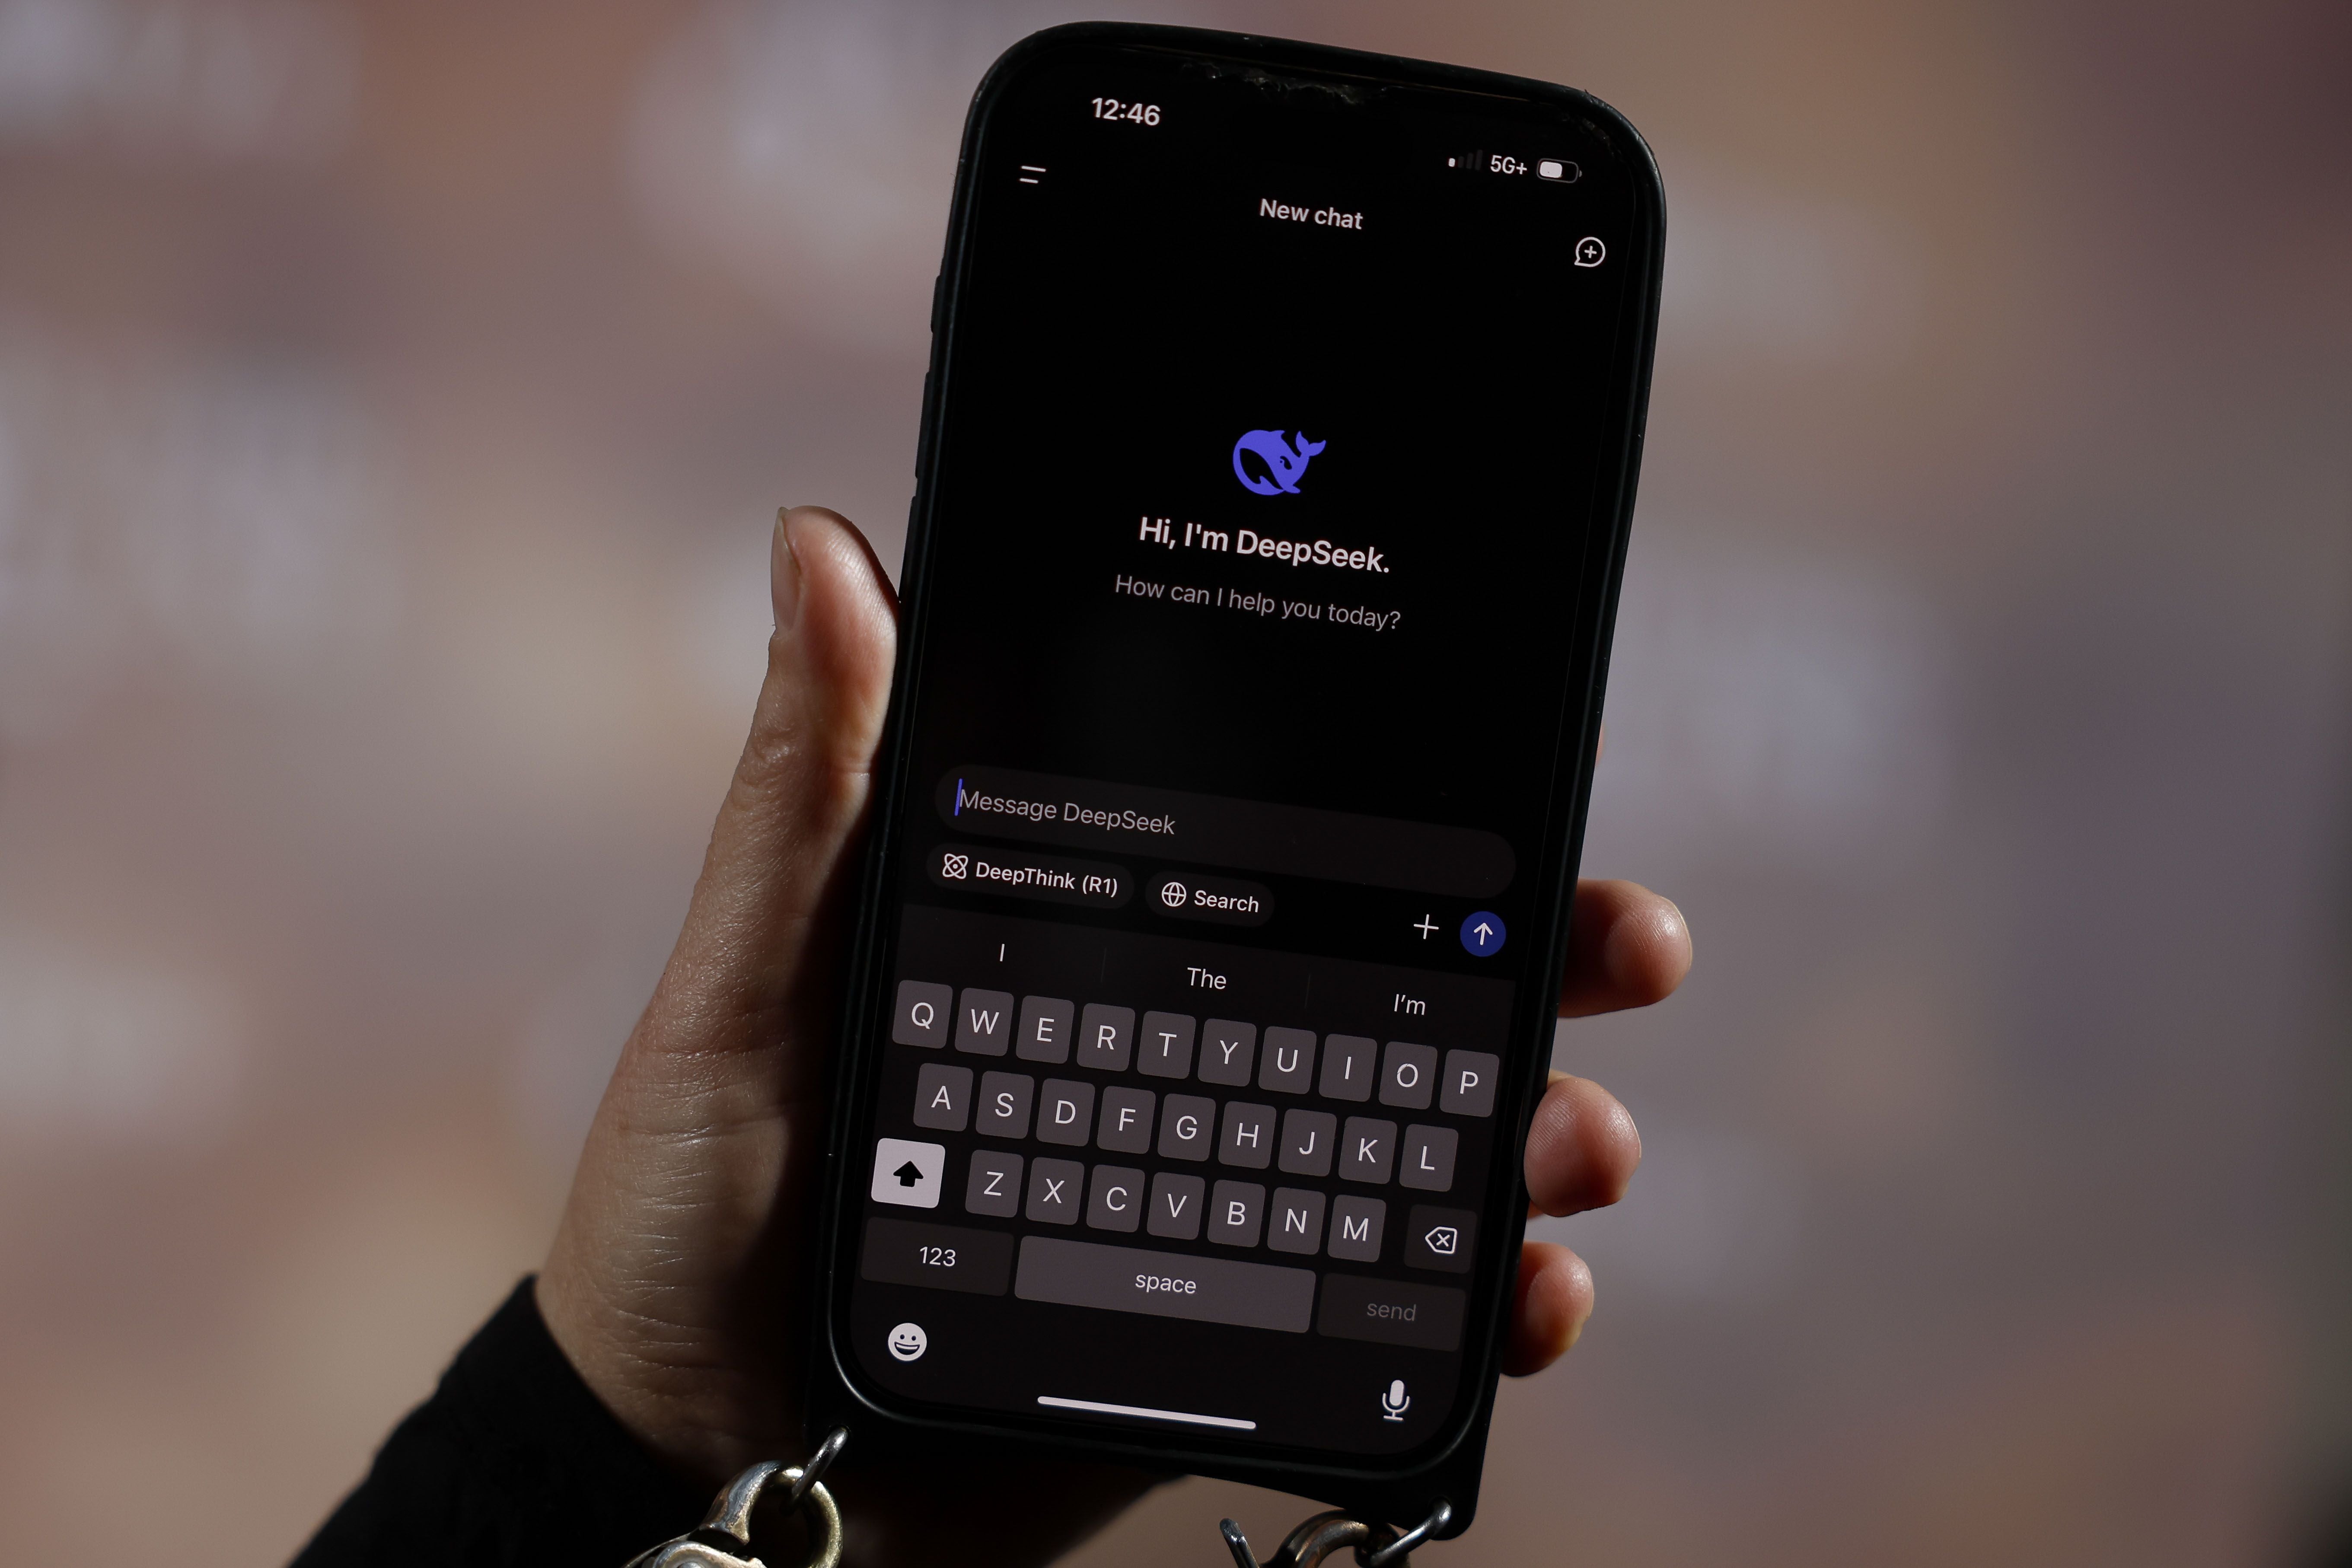 12:46
5G+
New chat
Hi, I'm DeepSeek.
How can I help you today?
Message DeepSeek
DeepThink (R1)
Search
I
The
I'm
Q W E R T Y U I O P
A S D F G H J K L
Z X C V B N M
123
space
send